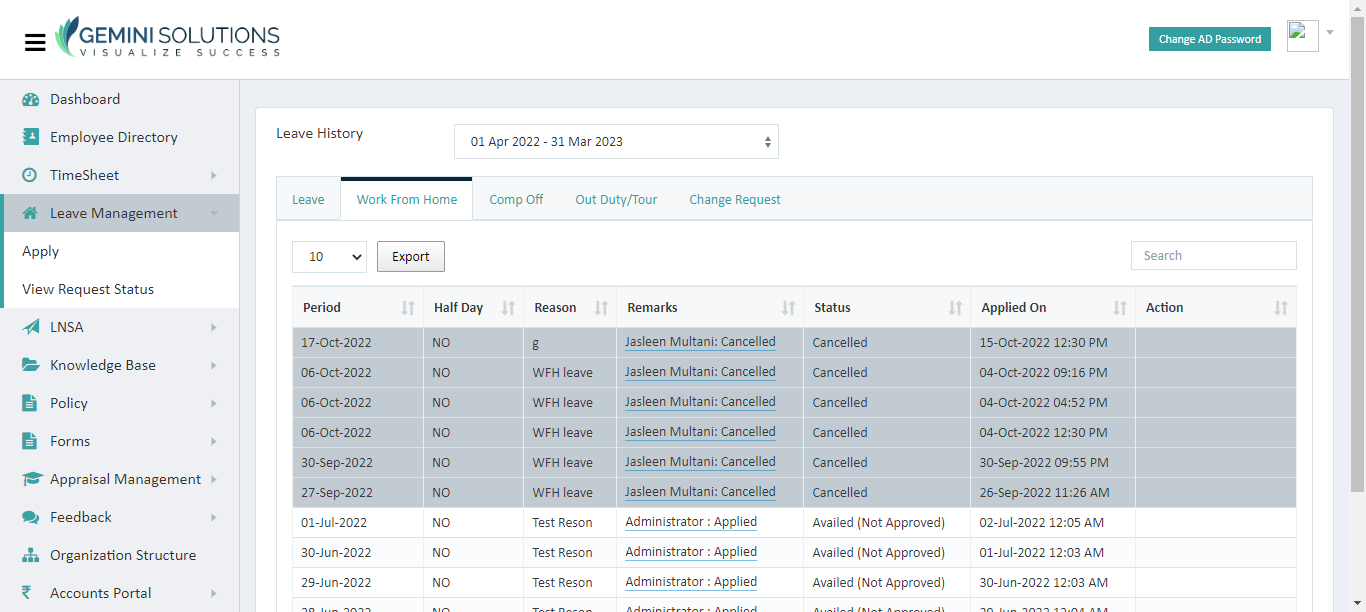 GEMINI SOLUTIONS
VISUALIZE SUCCESS
Change AD Password
Dashboard
Employee Directory
TimeSheet
Leave Management
Apply
View Request Status
LNSA
Knowledge Base
Policy
Forms
Appraisal Management
Feedback
Organization Structure
Accounts Portal
Leave History
01 Apr 2022 - 31 Mar 2023
Leave Work From Home Comp Off Out Duty/Tour Change Request
10 Export Search
Period Half Day Reason Remarks Status Applied On Action
17-Oct-2022 NO g Jasleen Multani: Cancelled Cancelled 15-Oct-2022 12:30 PM
06-Oct-2022 NO WFH leave Jasleen Multani: Cancelled Cancelled 04-Oct-2022 09:16 PM
06-Oct-2022 NO WFH leave Jasleen Multani: Cancelled Cancelled 04-Oct-2022 04:52 PM
06-Oct-2022 NO WFH leave Jasleen Multani: Cancelled Cancelled 04-Oct-2022 12:30 PM
30-Sep-2022 NO WFH leave Jasleen Multani: Cancelled Cancelled 30-Sep-2022 09:55 PM
27-Sep-2022 NO WFH leave Jasleen Multani: Cancelled Cancelled 26-Sep-2022 11:26 AM
01-Jul-2022 NO Test Reson Administrator : Applied Availed (Not Approved) 02-Jul-2022 12:05 AM
30-Jun-2022 NO Test Reson Administrator : Applied Availed (Not Approved) 01-Jul-2022 12:03 AM
29-Jun-2022 NO Test Reson Administrator : Applied Availed (Not Approved) 30-Jun-2022 12:03 AM
28-Jun-2022 NO Test Reson Administrator : Applied Availed (Not Approved) 29-Jun-2022 12:04 AM